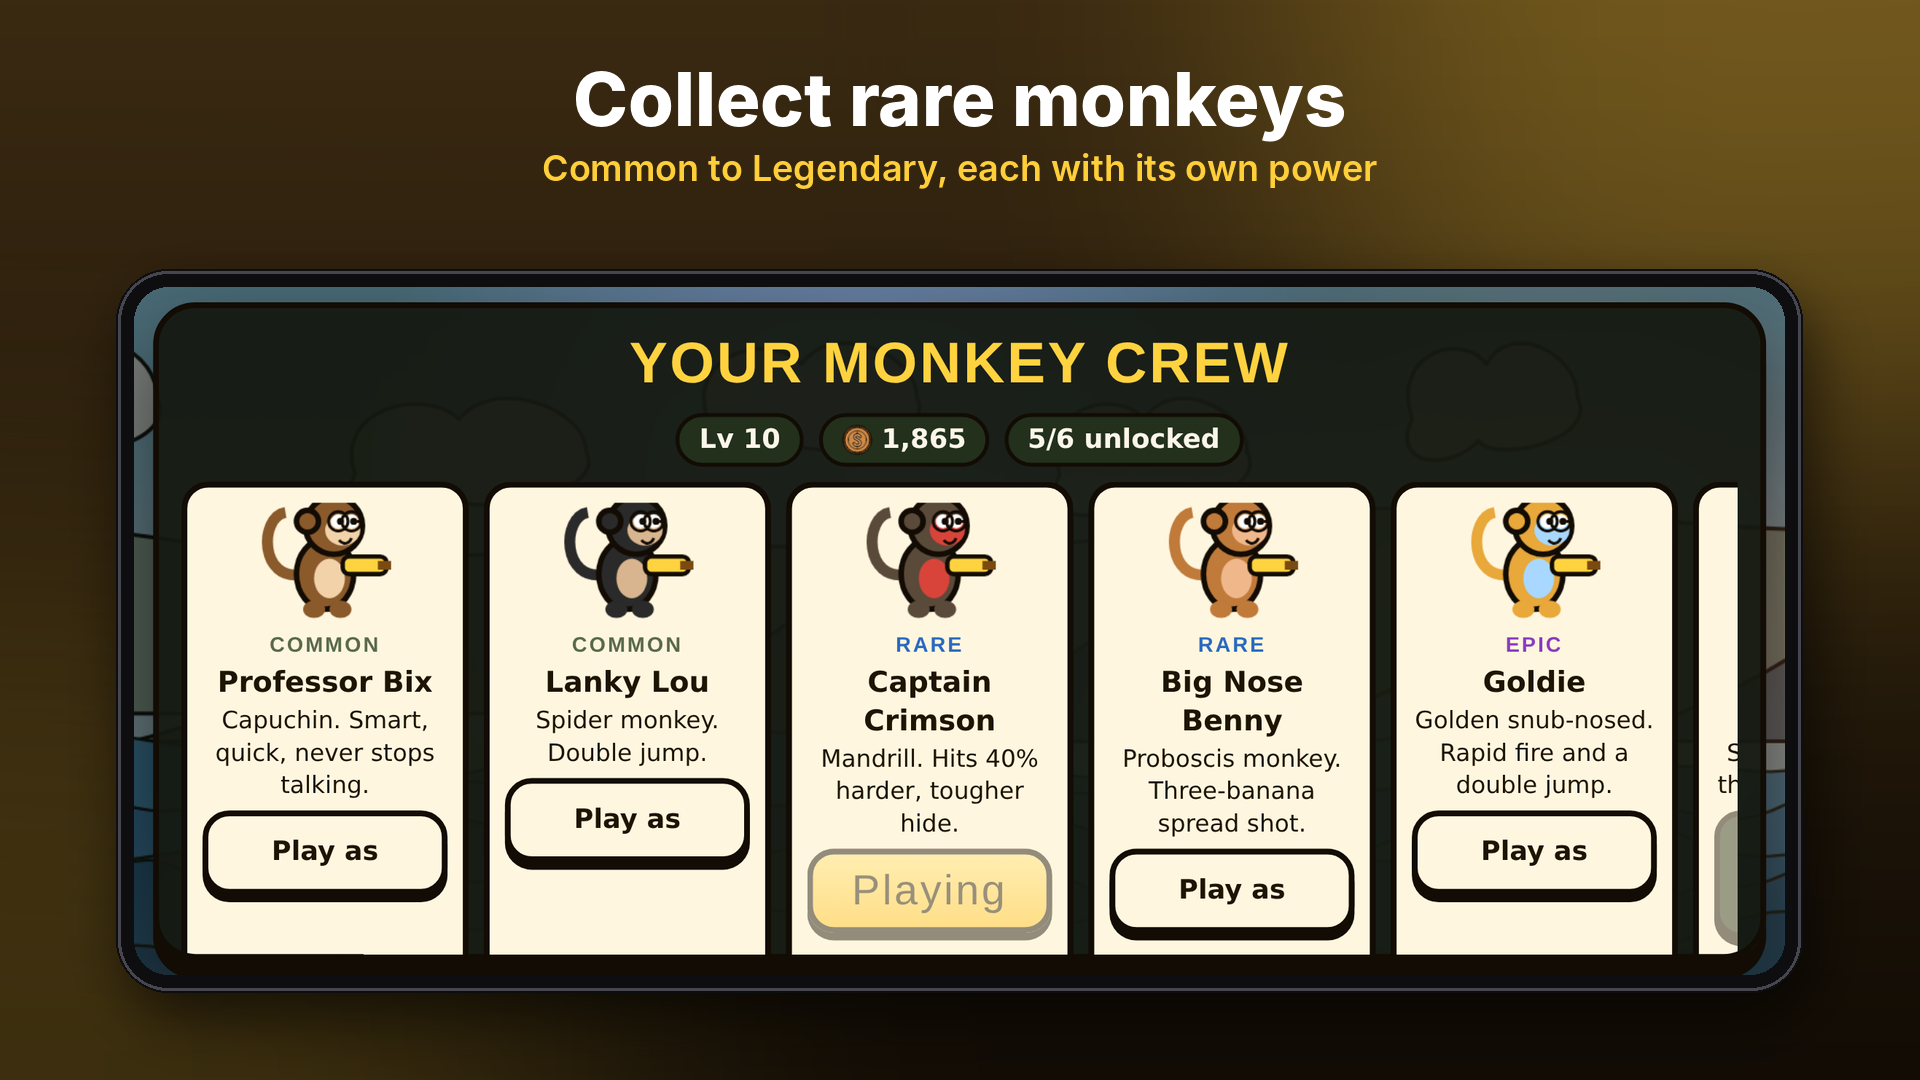 Collect rare monkeys
Common to Legendary, each with its own power
YOUR MONKEY CREW
Lv 10
1,865
5/6 unlocked
COMMON
Professor Bix
Capuchin. Smart,
quick, never stops
talking.
Play as
COMMON
Lanky Lou
Spider monkey.
Double jump.
Play as
RARE
Captain
Crimson
Mandrill. Hits 40%
harder, tougher
hide.
Playing
RARE
Big Nose
Benny
Proboscis monkey.
Three-banana
spread shot.
Play as
EPIC
Goldie
Golden snub-nosed.
Rapid fire and a
double jump.
Play as